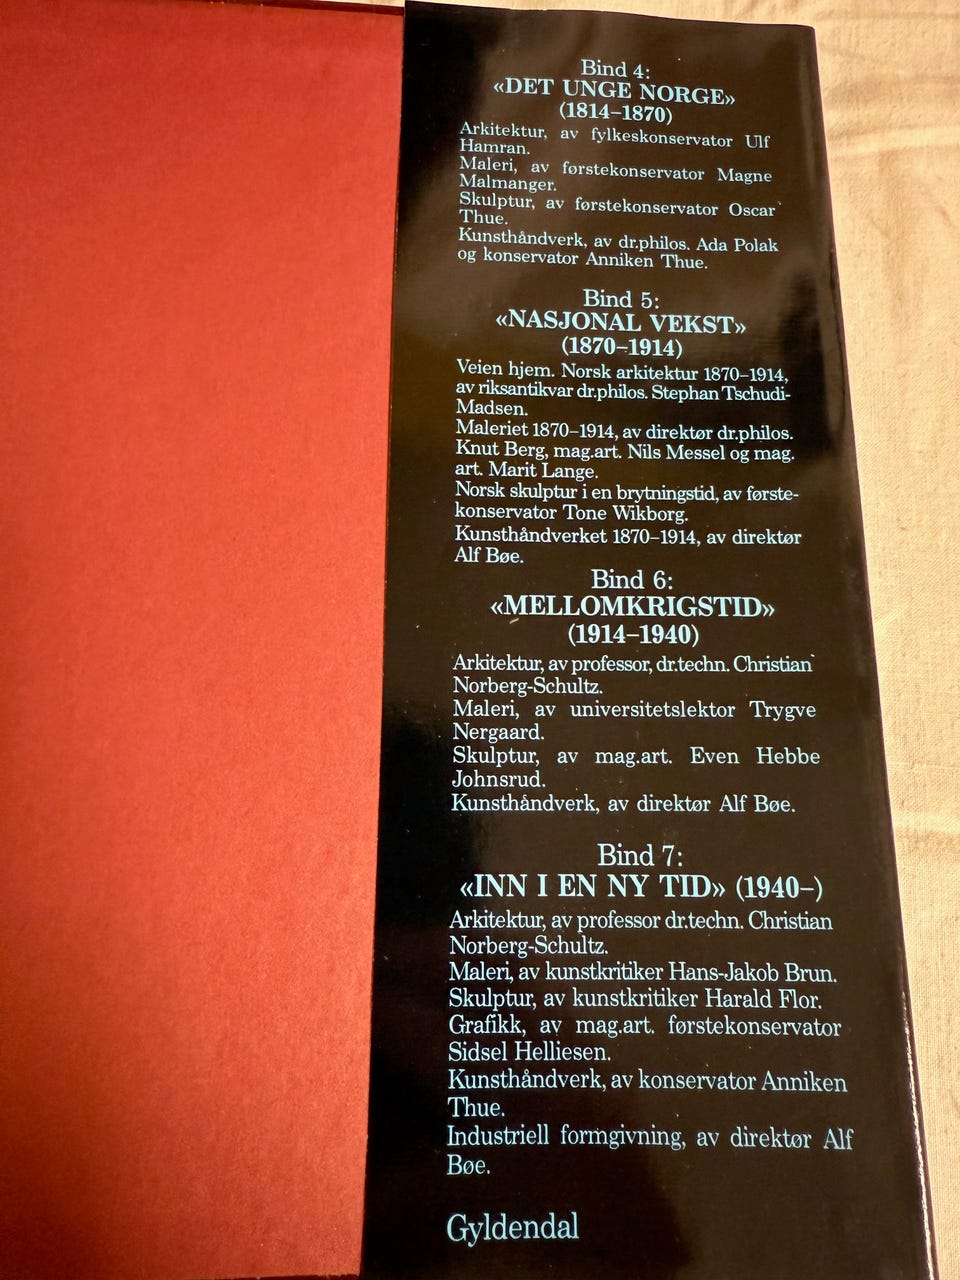 Bind 4:
«DET UNGE NORGE»
(1814–1870)
Arkitektur, av fylkeskonservator Ulf
Hamran.
Maleri, av førstekonservator Magne
Malmanger.
Skulptur, av førstekonservator Oscar
Thue.
Kunsthåndverk, av dr.philos. Ada Polak
og konservator Anniken Thue.
Bind 5:
«NASJONAL VEKST»
(1870–1914)
Veien hjem. Norsk arkitektur 1870–1914,
av riksantikvar dr.philos. Stephan Tschudi-
Madsen.
Maleriet 1870–1914, av direktør dr.philos.
Knut Berg, mag.art. Nils Messel og mag.
art. Marit Lange.
Norsk skulptur i en brytningstid, av første-
konservator Tone Wikborg.
Kunsthåndverket 1870–1914, av direktør
Alf Bøe.
Bind 6:
«MELLOMKRIGSTID»
(1914–1940)
Arkitektur, av professor, dr.techn. Christian
Norberg-Schultz.
Maleri, av universitetslektor Trygve
Nergaard.
Skulptur, av mag.art. Even Hebbe
Johnsrud.
Kunsthåndverk, av direktør Alf Bøe.
Bind 7:
«INN I EN NY TID» (1940–)
Arkitektur, av professor dr.techn. Christian
Norberg-Schultz.
Maleri, av kunstkritiker Hans-Jakob Brun.
Skulptur, av kunstkritiker Harald Flor.
Grafikk, av mag.art. førstekonservator
Sidsel Helliesen.
Kunsthåndverk, av konservator Anniken
Thue.
Industriell formgivning, av direktør Alf
Bøe.
Gyldendal